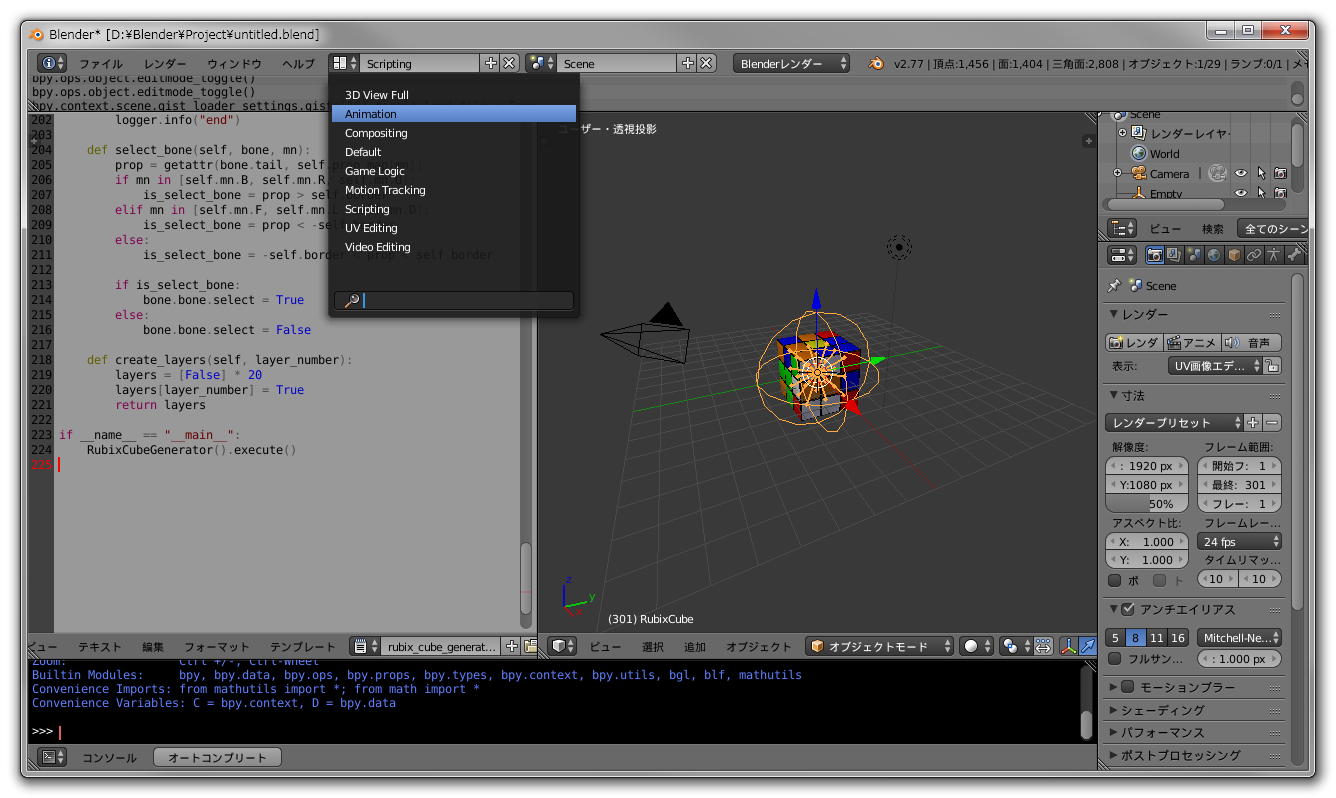 Blender* [D:¥Blender¥Project¥untitled.blend]
ファイル レンダー ウィンドウ ヘルプ Scripting Scene Blenderレンダー v2.77 | 頂点:1,456 | 面:1,404 | 三角面:2,808 | オブジェクト:1/29 | ランプ:0/1 | メモ
bpy.ops.object.editmode_toggle()
bpy.ops.object.editmode_toggle()
bpy.context.scene.gist_loader_settings.gist
3D View Full
Animation
Compositing
Default
Game Logic
Motion Tracking
Scripting
UV Editing
Video Editing
202 logger.info("end")
203
204 def select_bone(self, bone, mn):
205 prop = getattr(bone.tail, self.
206 if mn in [self.mn.B, self.mn.R,
207 is_select_bone = prop > self.border
208 elif mn in [self.mn.F, self.mn.L, self.mn.D]:
209 is_select_bone = prop < -self.border
210 else:
211 is_select_bone = -self.border < prop < self.border
212
213 if is_select_bone:
214 bone.bone.select = True
215 else:
216 bone.bone.select = False
217
218 def create_layers(self, layer_number):
219 layers = [False] * 20
220 layers[layer_number] = True
221 return layers
222
223 if __name__ == "__main__":
224 RubixCubeGenerator().execute()
225
ビュー テキスト 編集 フォーマット テンプレート rubix_cube_generat...
ユーザー・透視投影
z
y
x
(301) RubixCube
ビュー 選択 追加 オブジェクト オブジェクトモード
Zoom: Ctrl +/-, Ctrl-Wheel
Builtin Modules: bpy, bpy.data, bpy.ops, bpy.props, bpy.types, bpy.context, bpy.utils, bgl, blf, mathutils
Convenience Imports: from mathutils import *; from math import *
Convenience Variables: C = bpy.context, D = bpy.data
>>>
コンソール オートコンプリート
Scene
レンダーレイヤ
World
Camera
Empty
ビュー 検索 全てのシーン
Scene
レンダー
レンダ アニメ 音声
表示: UV画像エデ...
寸法
レンダープリセット
解像度: フレーム範囲:
: 1920 px 開始フ: 1
Y:1080 px 最終: 301
50% フレー: 1
アスペクト比: フレームレー...
X: 1.000 24 fps
Y: 1.000 タイムリマッ...
ボ ト 10 10
アンチエイリアス
5 8 11 16 Mitchell-Ne...
フルサン... : 1.000 px
モーションブラー
シェーディング
パフォーマンス
ポストプロセッシング